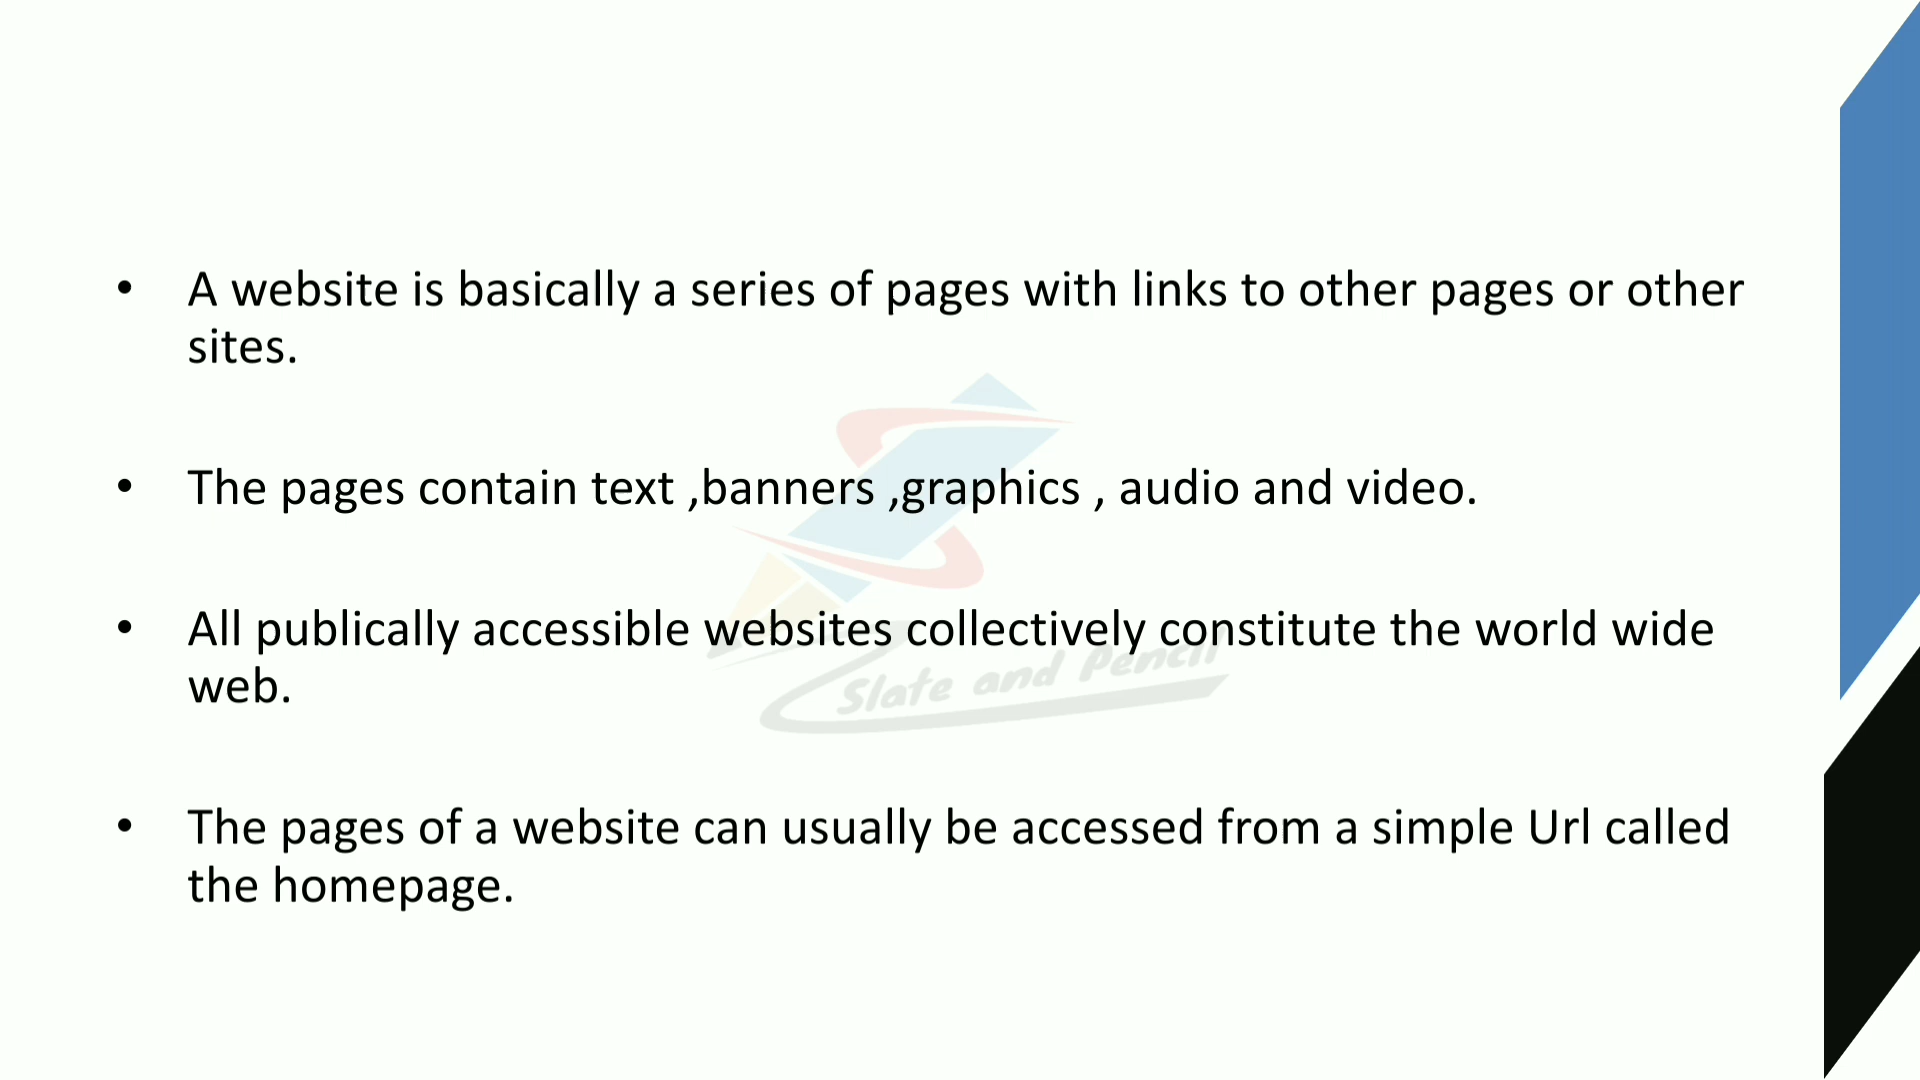 • A website is basically a series of pages with links to other pages or other
sites.
• The pages contain text ,banners ,graphics , audio and video.
• All publically accessible websites collectively constitute the world wide
web.
Slate and Pencil
• The pages of a website can usually be accessed from a simple Url called
the homepage.